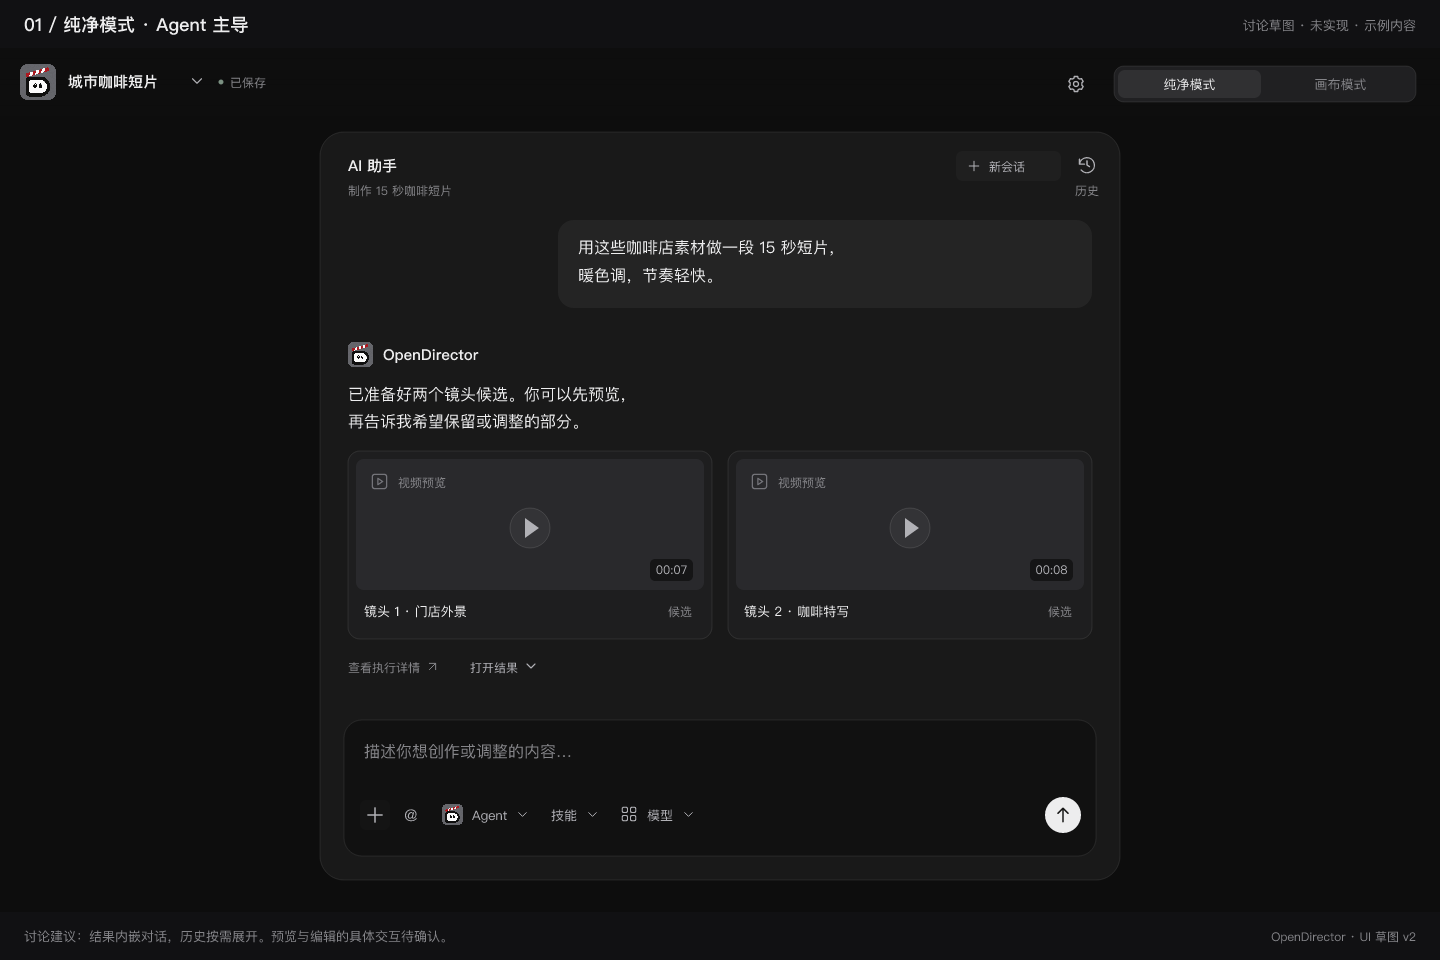 01 / 纯净模式 · Agent 主导
讨论草图 · 未实现 · 示例内容
城市咖啡短片
已保存
纯净模式
画布模式
AI 助手
新会话
制作 15 秒咖啡短片
历史
用这些咖啡店素材做一段 15 秒短片，
暖色调，节奏轻快。
OpenDirector
已准备好两个镜头候选。你可以先预览，
再告诉我希望保留或调整的部分。
视频预览
00:07
镜头 1 · 门店外景
候选
视频预览
00:08
镜头 2 · 咖啡特写
候选
查看执行详情
打开结果
描述你想创作或调整的内容…
@
Agent
技能
模型
讨论建议：结果内嵌对话，历史按需展开。预览与编辑的具体交互待确认。
OpenDirector · UI 草图 v2